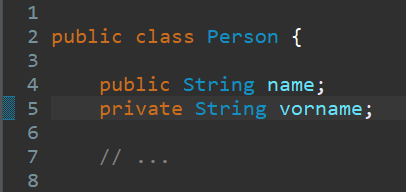 1
2 public class Person {
3
4     public String name;
5     private String vorname;
6
7     // ...
8